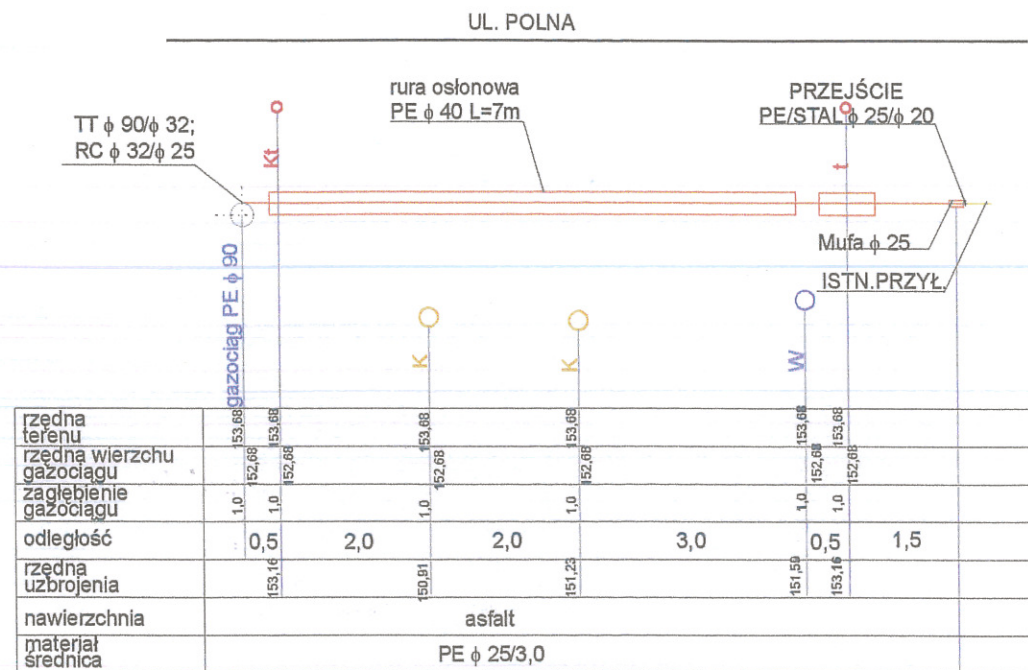 UL. POLNA
rura osłonowa
PE ϕ 40 L=7m
PRZEJŚCIE
PE/STAL ϕ 25/ϕ 20
TT ϕ 90/ϕ 32;
RC ϕ 32/ϕ 25
Kt
t
Mufa ϕ 25
ISTN.PRZYŁ.
gazociąg PE ϕ 90
K
K
W
rzędna
terenu
153,68 153,68 153,68 153,68 153,68 153,68
rzędna wierzchu
gazociągu
152,68 152,68 152,68 152,68 152,68 152,68
zagłębienie
gazociągu
1,0 1,0 1,0 1,0 1,0 1,0
odległość
0,5 2,0 2,0 3,0 0,5 1,5
rzędna
uzbrojenia
153,16 150,91 151,23 151,59 153,16
nawierzchnia
asfalt
materiał
średnica
PE ϕ 25/3,0